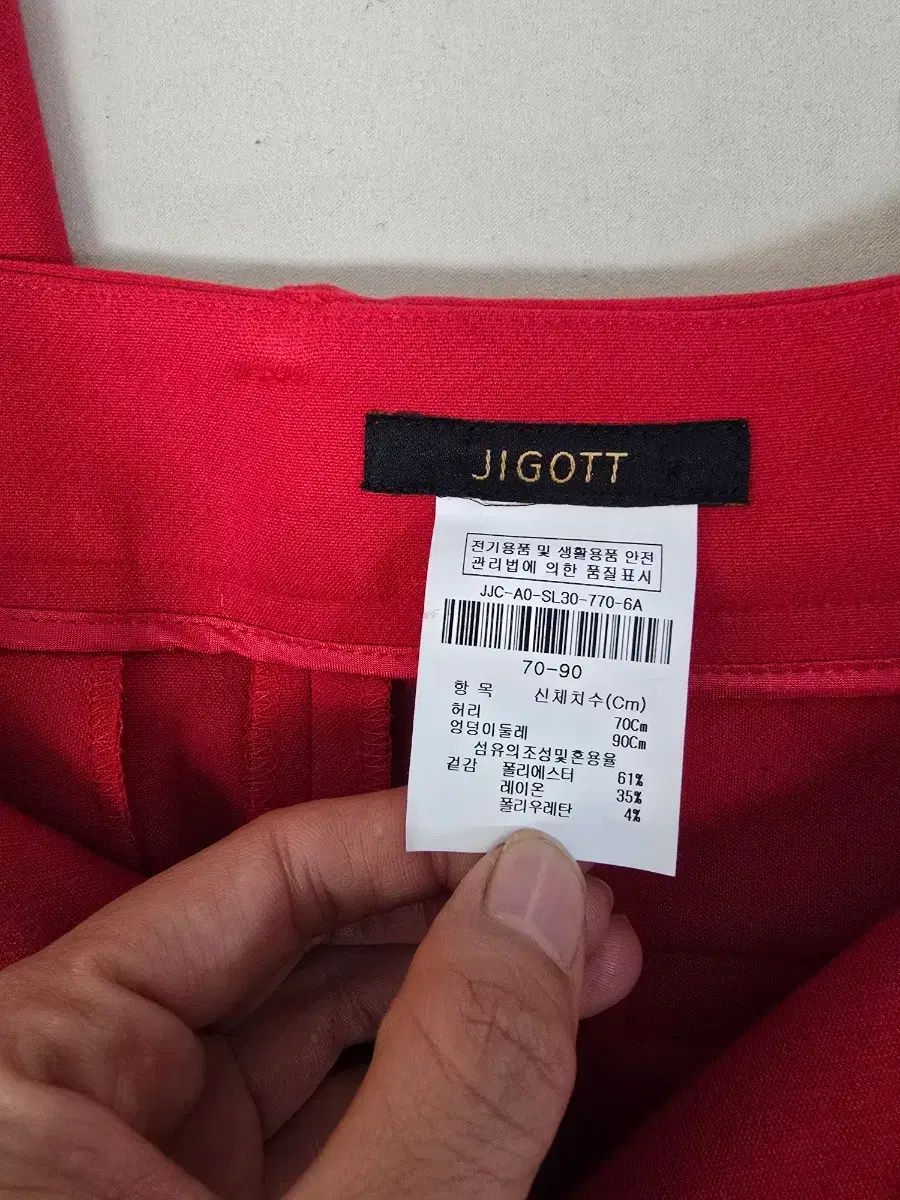 JIGOTT
전기용품 및 생활용품 안전
관리법에 의한 품질표시
JJC-A0-SL30-770-6A
70-90
항 목 신체치수(Cm)
허리 70Cm
엉덩이둘레 90Cm
섬유의조성및혼용율
겉감 폴리에스터 61%
레이온 35%
폴리우레탄 4%